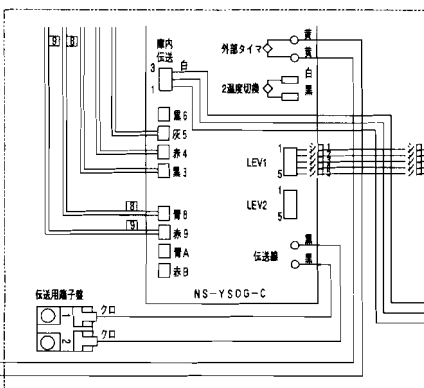 黄
庫内
伝送
外部タイマ
黄
9 8
3
白
白
2温度切換
黒
1
黒6
灰5
赤4
黒3
1
LEV1
5
1
LEV2
5
8
青8
9
赤9
青A
赤B
黒
伝送線
黒
NS-YSOG-C
伝送用端子盤
1
クロ
2
クロ